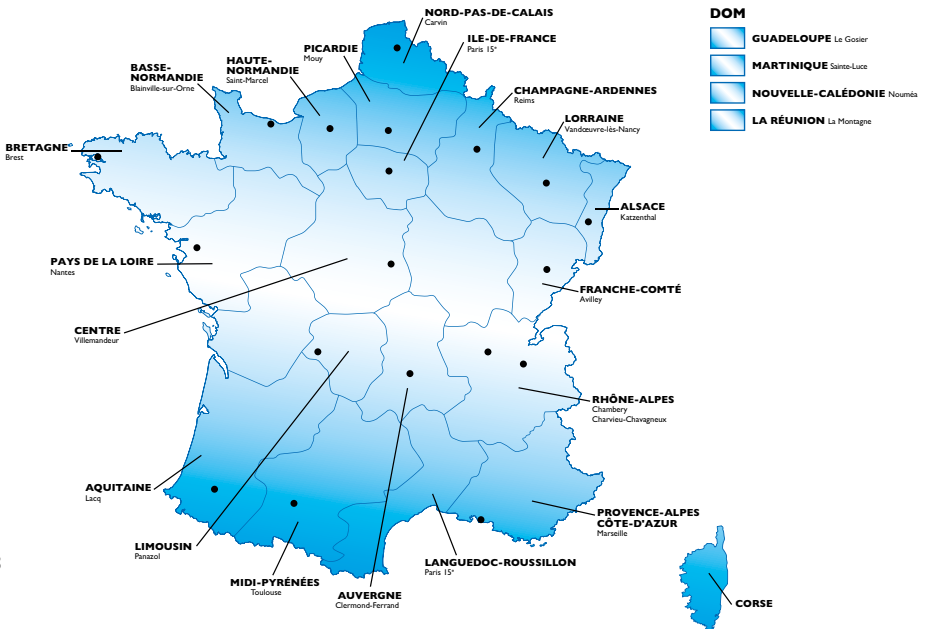 NORD-PAS-DE-CALAIS
Carvin
ILE-DE-FRANCE
Paris 15e
PICARDIE
Mouy
HAUTE-
NORMANDIE
Saint-Marcel
BASSE-
NORMANDIE
Blainville-sur-Orne
CHAMPAGNE-ARDENNES
Reims
LORRAINE
Vandœuvre-lès-Nancy
BRETAGNE
Brest
ALSACE
Katzenthal
PAYS DE LA LOIRE
Nantes
FRANCHE-COMTÉ
Avilley
CENTRE
Villemandeur
RHÔNE-ALPES
Chambery
Charvieu-Chavagneux
AQUITAINE
Lacq
PROVENCE-ALPES
CÔTE-D'AZUR
Marseille
LIMOUSIN
Panazol
LANGUEDOC-ROUSSILLON
Paris 15e
MIDI-PYRÉNÉES
Toulouse
AUVERGNE
Clermont-Ferrand
CORSE
DOM
GUADELOUPE Le Gosier
MARTINIQUE Sainte-Luce
NOUVELLE-CALÉDONIE Nouméa
LA RÉUNION La Montagne